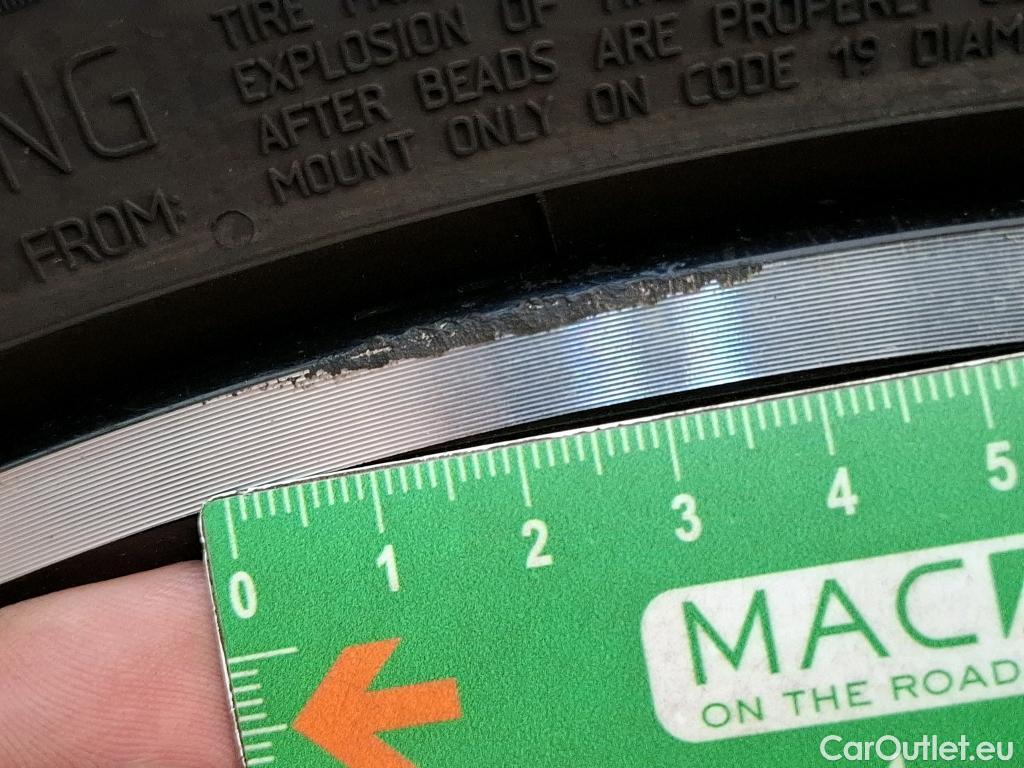 TIRE
EXPLOSION OF
AFTER BEADS ARE PROPERLY
MOUNT ONLY ON CODE 19 DIAM
NG
FROM:
0 1 2 3 4 5
MAC
ON THE ROAD
CarOutlet.eu